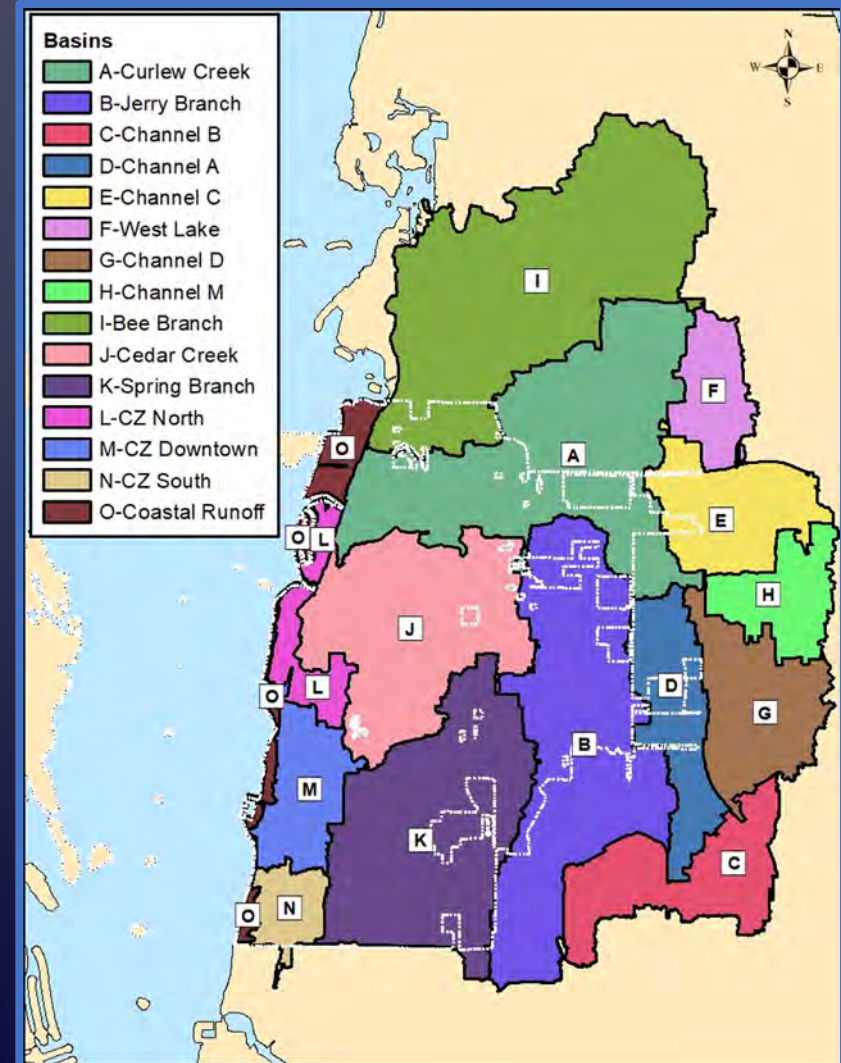 Basins
A-Curlew Creek
B-Jerry Branch
C-Channel B
D-Channel A
E-Channel C
F-West Lake
G-Channel D
H-Channel M
I-Bee Branch
J-Cedar Creek
K-Spring Branch
L-CZ North
M-CZ Downtown
N-CZ South
O-Coastal Runoff
N
W E
S
I
F
O
A
E
O L
H
J
L
D
O
G
B
M
K
C
N
O